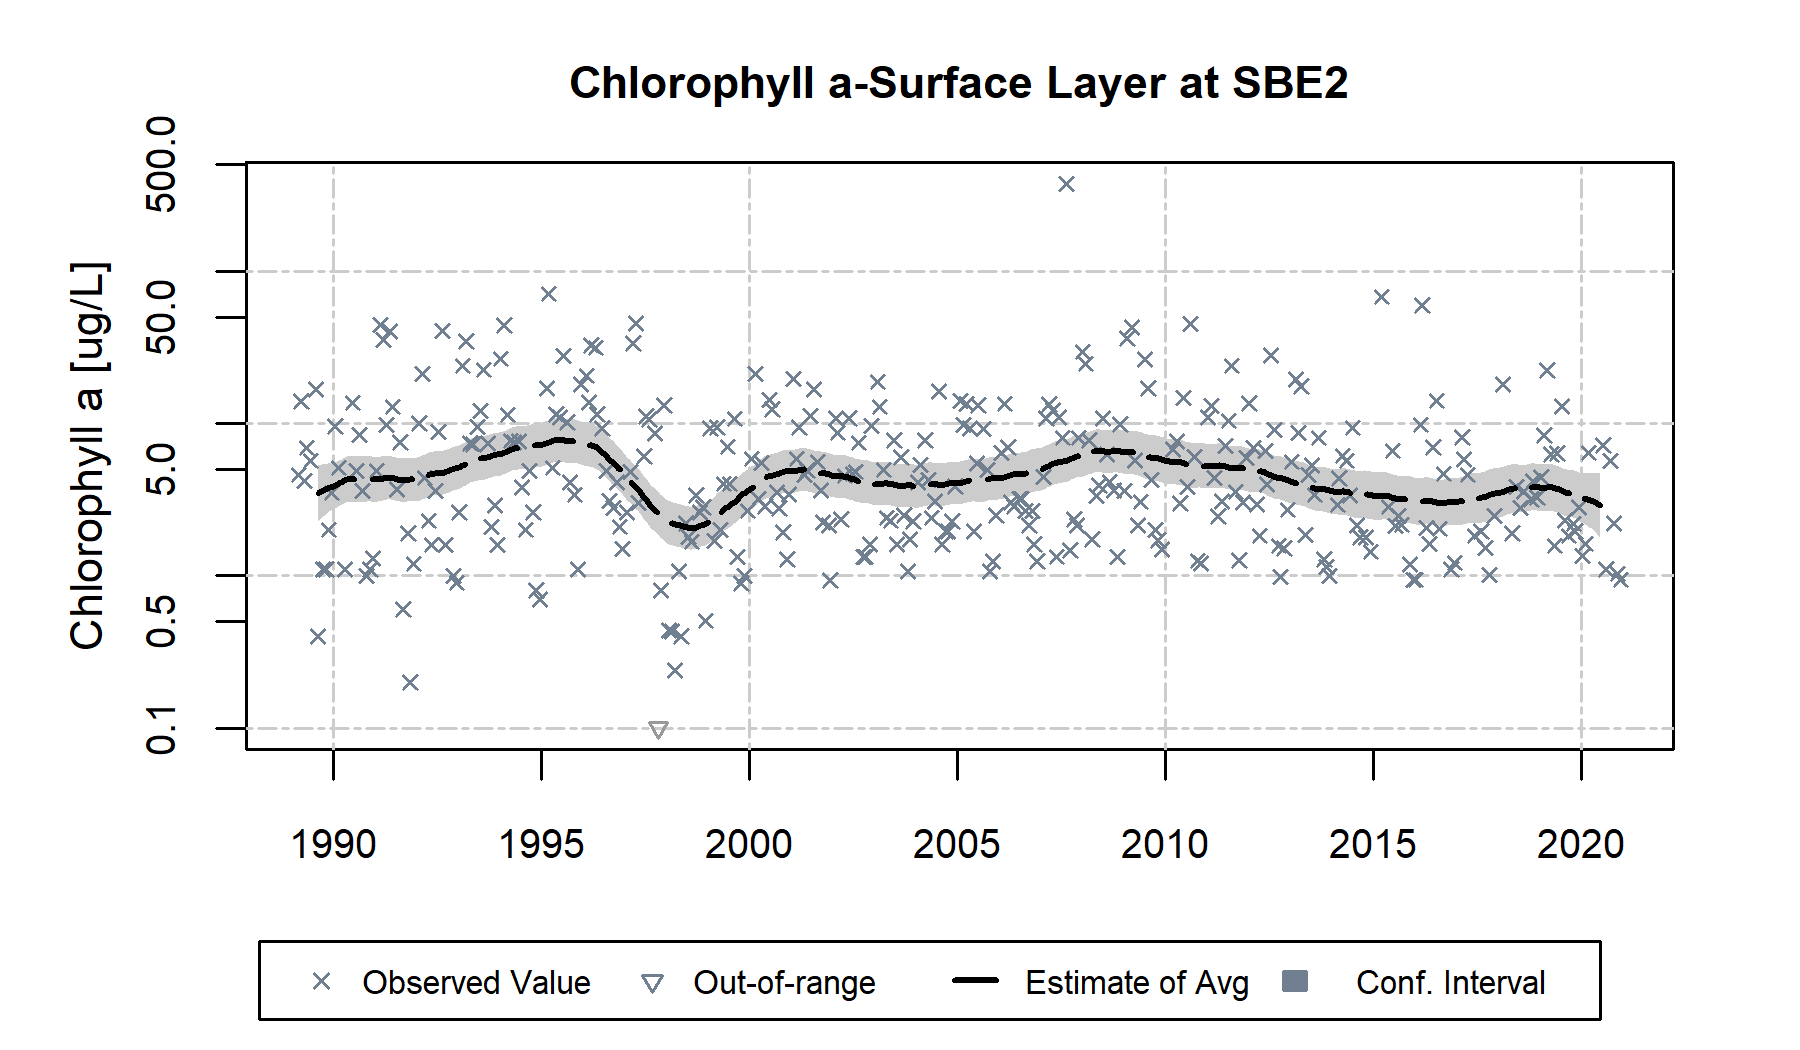 Chlorophyll a-Surface Layer at SBE2
Chlorophyll a [ug/L]
500.0
50.0
5.0
0.5
0.1
1990 1995 2000 2005 2010 2015 2020
Observed Value Out-of-range Estimate of Avg Conf. Interval